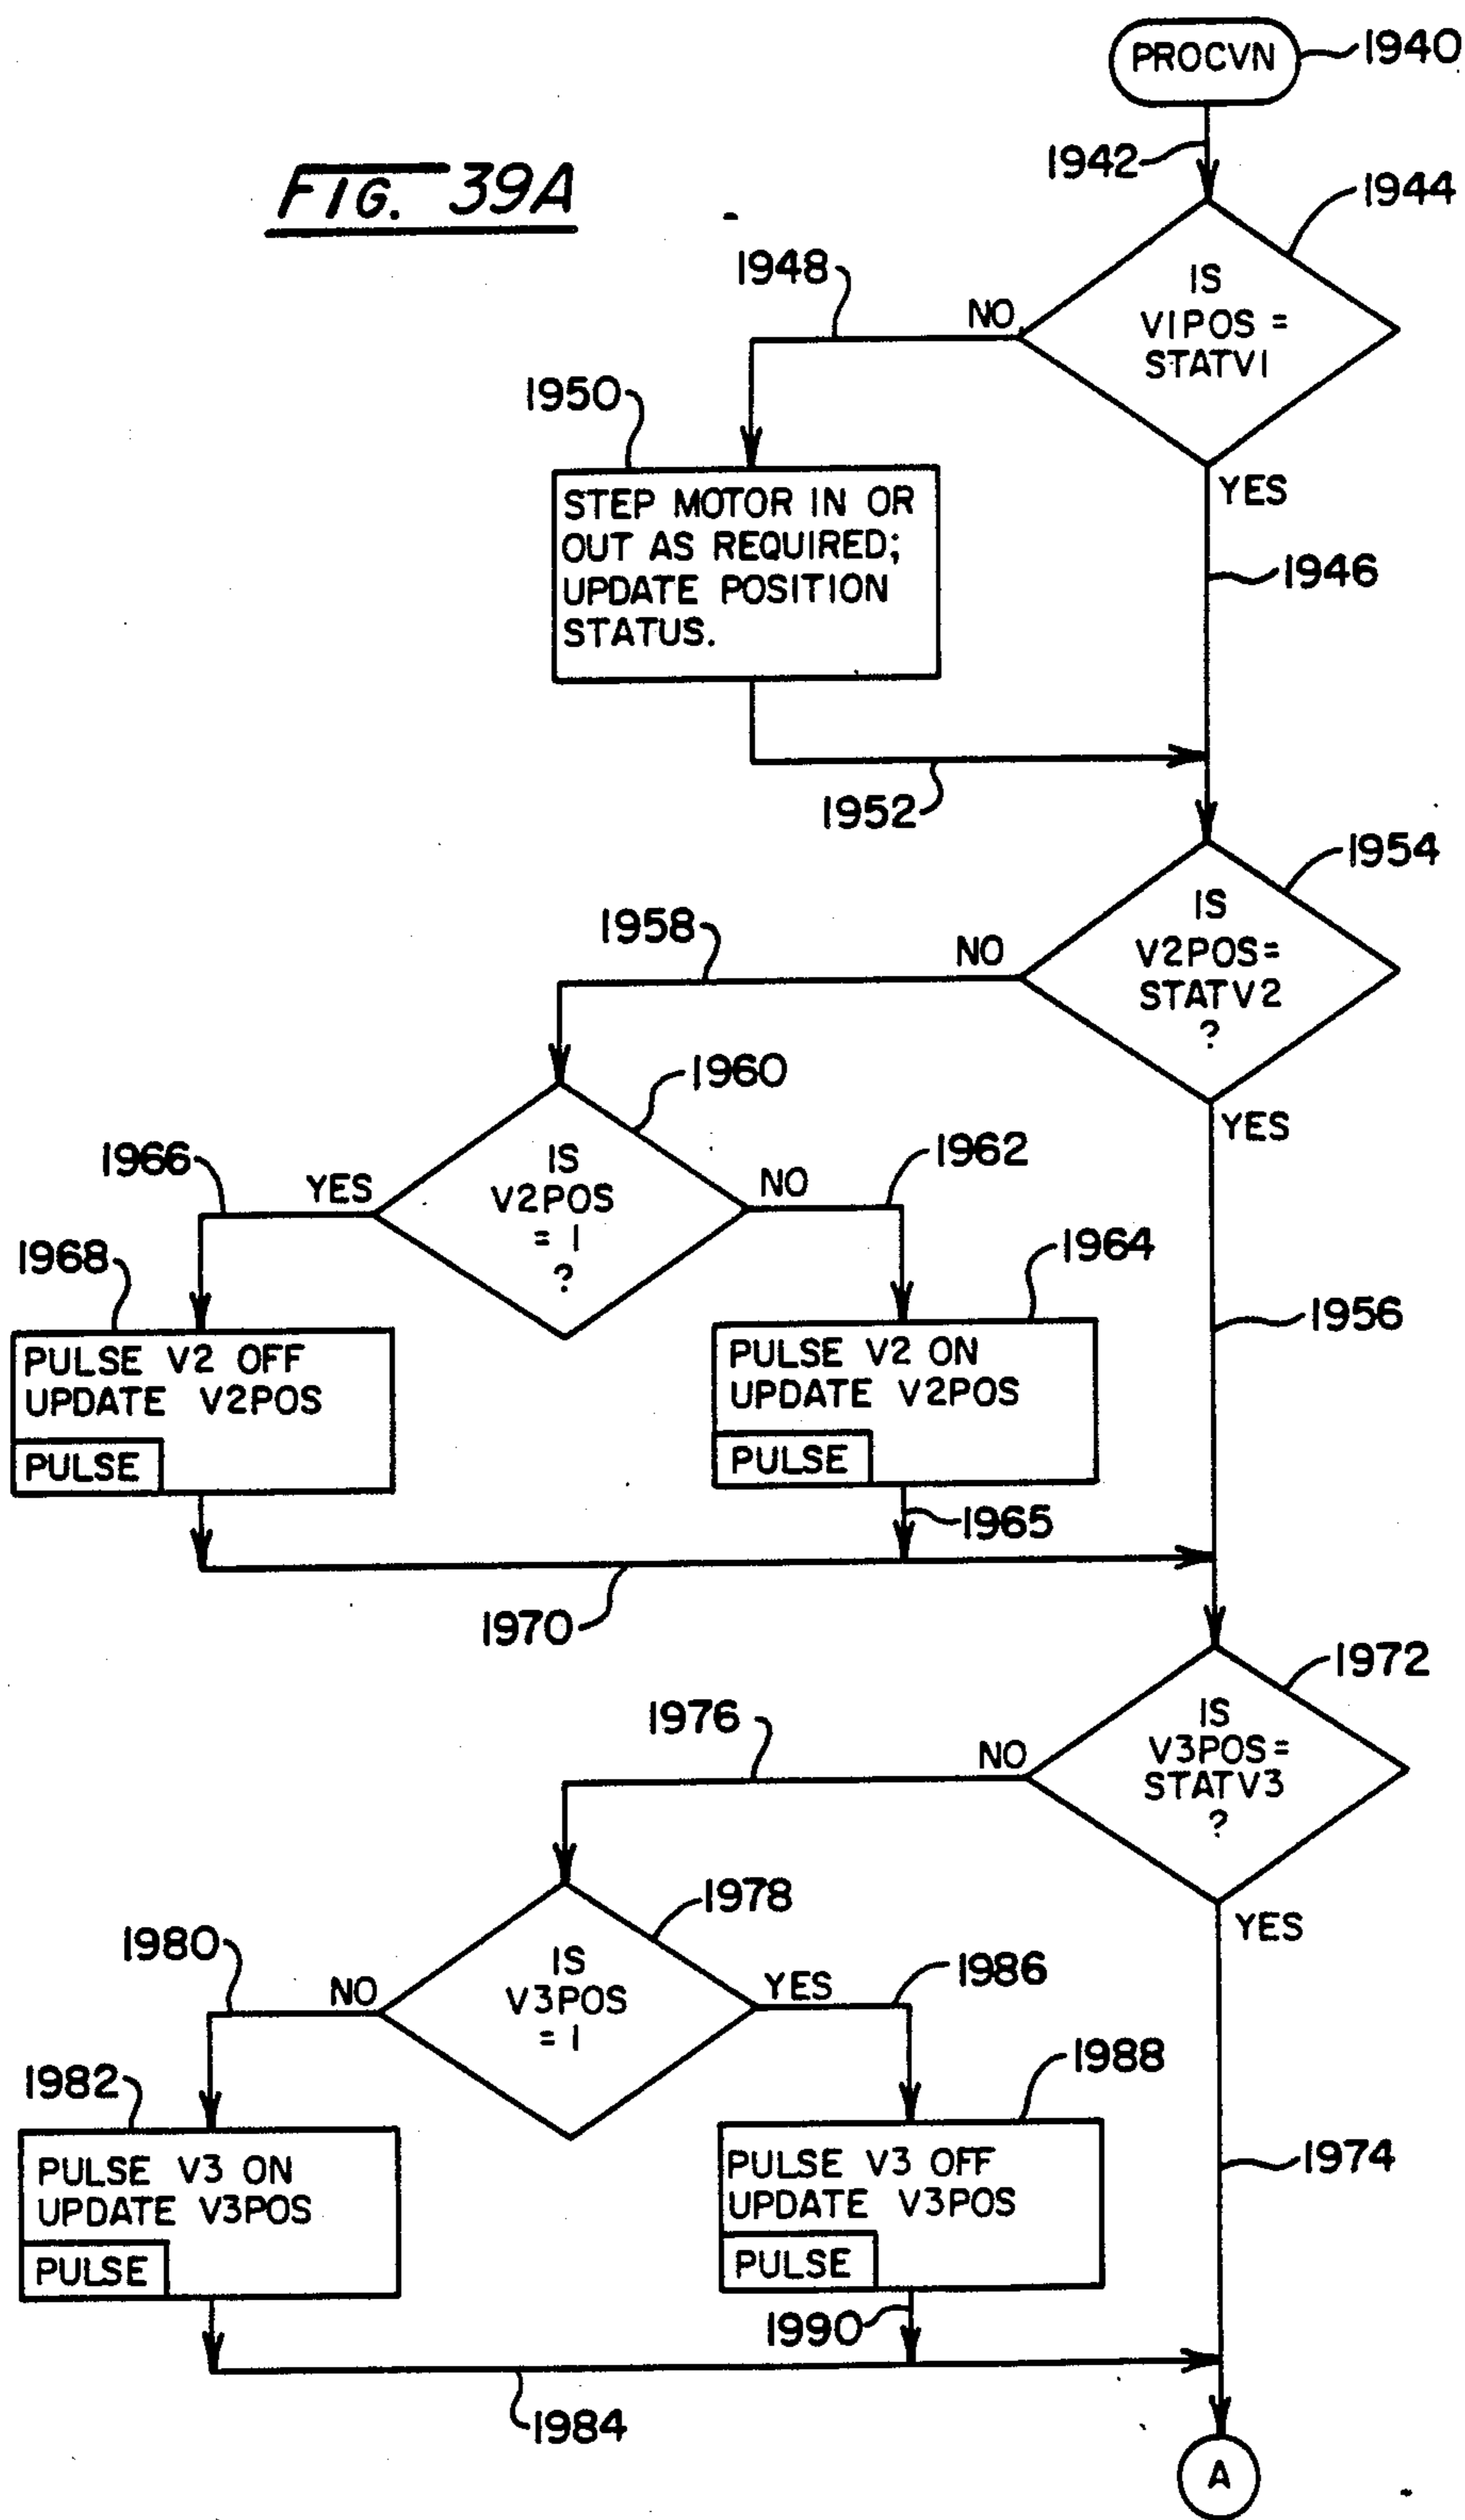 PROCVN
1940
1942
FIG. 39A
1944
1948
NO
IS
V1POS =
STATV1
1950
YES
STEP MOTOR IN OR
OUT AS REQUIRED;
UPDATE POSITION
STATUS.
1946
1952
1954
1958
NO
IS
V2POS=
STATV2
?
1960
YES
1966
YES
IS
V2POS
= 1
?
NO
1962
1968
1964
1956
PULSE V2 OFF
UPDATE V2POS
PULSE
PULSE V2 ON
UPDATE V2POS
PULSE
1965
1970
1972
1976
NO
IS
V3POS=
STATV3
?
1978
YES
1980
NO
IS
V3POS
= 1
YES
1986
1982
1988
1974
PULSE V3 ON
UPDATE V3POS
PULSE
PULSE V3 OFF
UPDATE V3POS
PULSE
1990
1984
A